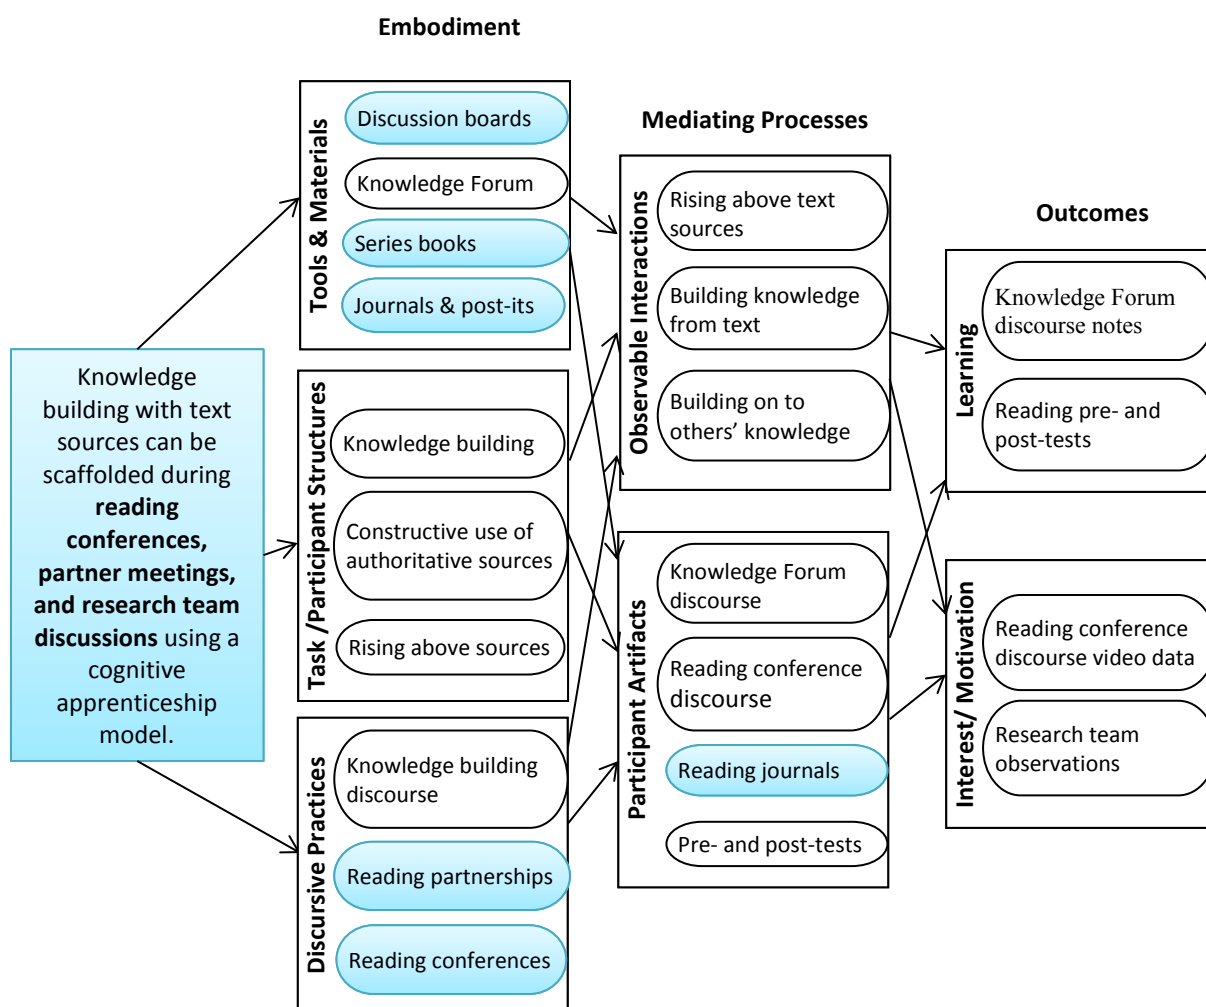 Embodiment
Tools & Materials
Discussion boards
Knowledge Forum
Series books
Journals & post-its
Knowledge
building with text
sources can be
scaffolded during
reading
conferences,
partner meetings,
and research team
discussions using a
cognitive
apprenticeship
model.
Task /Participant Structures
Knowledge building
Constructive use of
authoritative sources
Rising above sources
Discursive Practices
Knowledge building
discourse
Reading partnerships
Reading conferences
Mediating Processes
Observable Interactions
Rising above text
sources
Building knowledge
from text
Building on to
others’ knowledge
Participant Artifacts
Knowledge Forum
discourse
Reading conference
discourse
Reading journals
Pre- and post-tests
Outcomes
Learning
Knowledge Forum
discourse notes
Reading pre- and
post-tests
Interest/ Motivation
Reading conference
discourse video data
Research team
observations